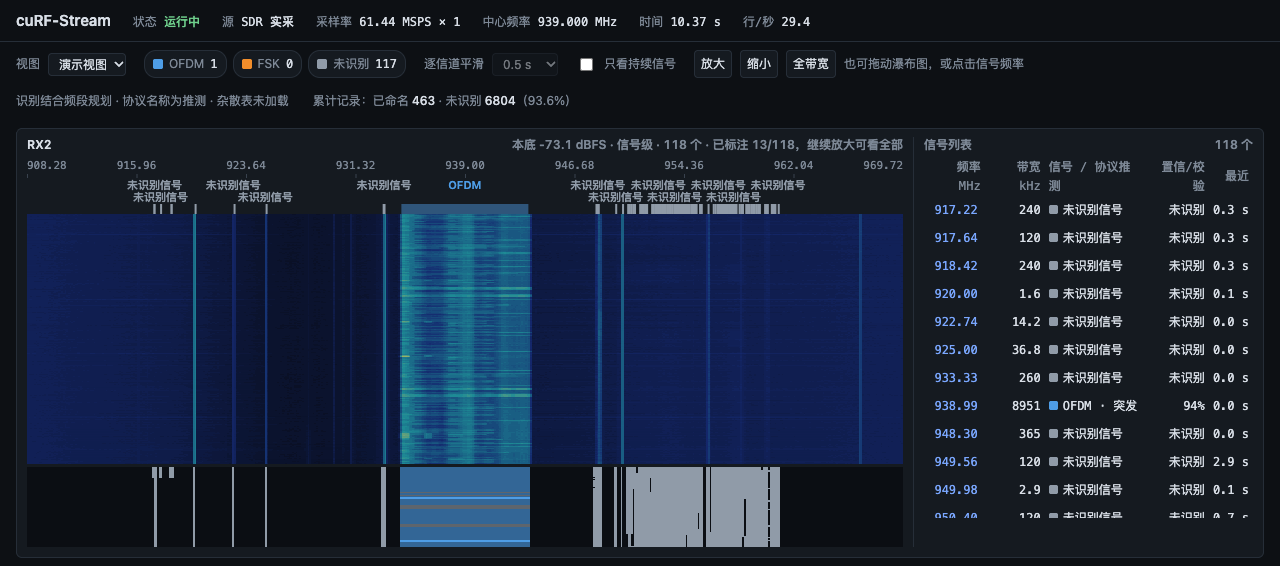 cuRF-Stream 状态 运行中 源 SDR 实采 采样率 61.44 MSPS × 1 中心频率 939.000 MHz 时间 10.37 s 行/秒 29.4
视图 演示视图 OFDM 1 FSK 0 未识别 117 逐信道平滑 0.5 s 只看持续信号 放大 缩小 全带宽 也可拖动瀑布图，或点击信号频率
识别结合频段规划 · 协议名称为推测 · 杂散表未加载 累计记录：已命名 463 · 未识别 6804 (93.6%)
RX2 本底 -73.1 dBFS · 信号级 · 118 个 · 已标注 13/118，继续放大可看全部
908.28 915.96 923.64 931.32 939.00 946.68 954.36 962.04 969.72
未识别信号 未识别信号 未识别信号 OFDM 未识别信号 未识别信号 未识别信号 未识别信号
未识别信号 未识别信号 未识别信号 未识别信号 未识别信号
信号列表 118 个
频率 MHz 带宽 kHz 信号 / 协议推测 置信/校验 最近
917.22 240 未识别信号 未识别 0.3 s
917.64 120 未识别信号 未识别 0.3 s
918.42 240 未识别信号 未识别 0.3 s
920.00 1.6 未识别信号 未识别 0.1 s
922.74 14.2 未识别信号 未识别 0.0 s
925.00 36.8 未识别信号 未识别 0.0 s
933.33 260 未识别信号 未识别 0.0 s
938.99 8951 OFDM · 突发 94% 0.0 s
948.30 365 未识别信号 未识别 0.0 s
949.56 120 未识别信号 未识别 2.9 s
949.98 2.9 未识别信号 未识别 0.1 s
950.40 120 未识别信号 未识别 0.7 s